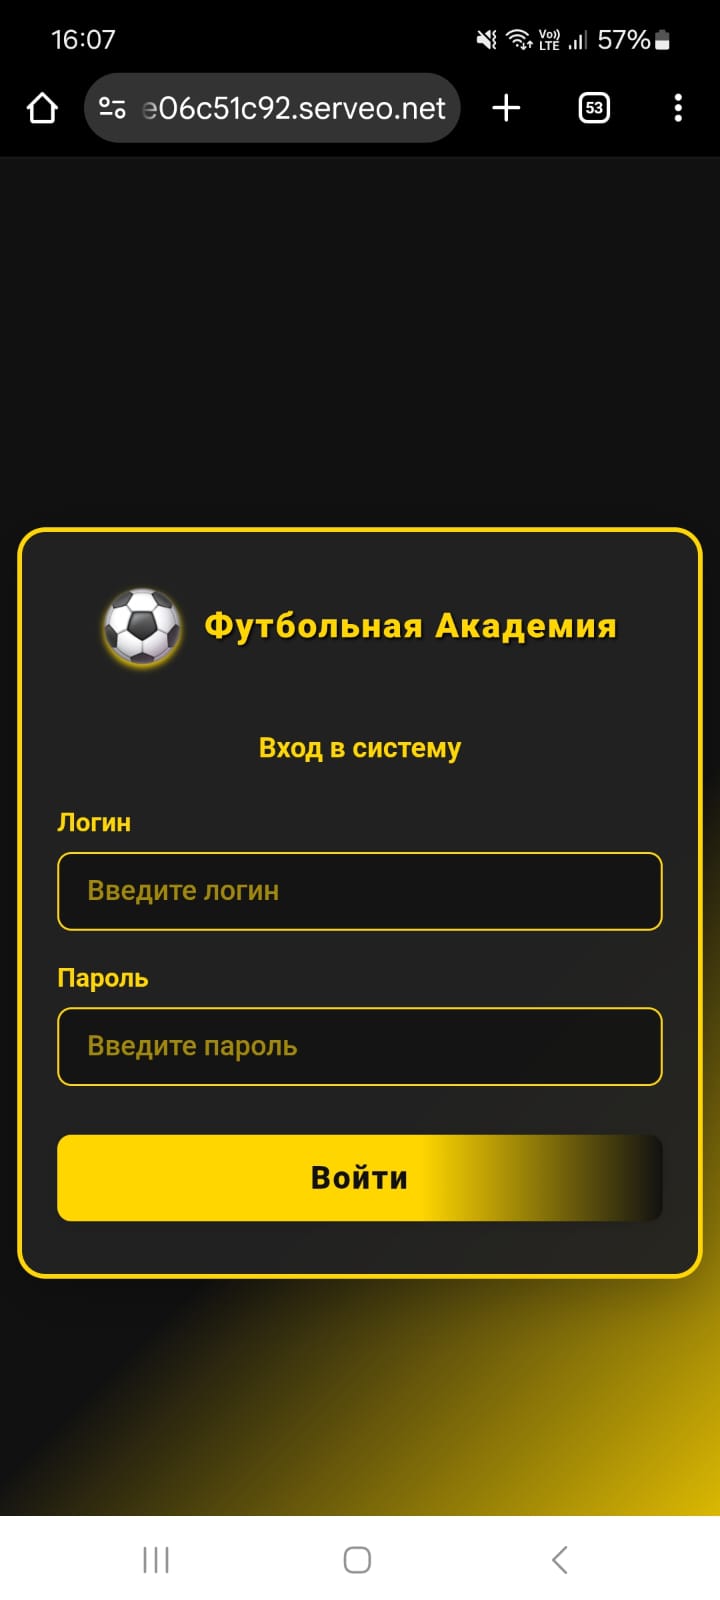 16:07
Vo)) LTE
57%
e06c51c92.serveo.net
53
Футбольная Академия
Вход в систему
Логин
Введите логин
Пароль
Введите пароль
Войти